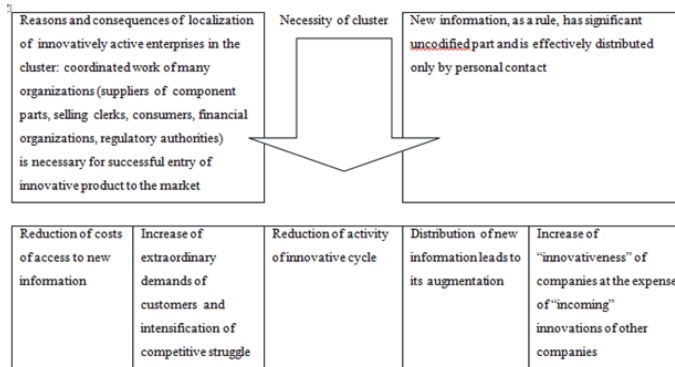 Reasons and consequences of localization
of innovatively active enterprises in the
cluster: coordinated work of many
organizations (suppliers of component
parts, selling clerks, consumers, financial
organizations, regulatory authorities)
is necessary for successful entry of
innovative product to the market
Necessity of cluster
New information, as a rule, has significant
uncodified part and is effectively distributed
only by personal contact
Reduction of costs
of access to new
information
Increase of
extraordinary
demands of
customers and
intensification of
competitive struggle
Reduction of activity
of innovative cycle
Distribution of new
information leads to
its augmentation
Increase of
“innovativeness” of
companies at the expense
of “incoming”
innovations of other
companies